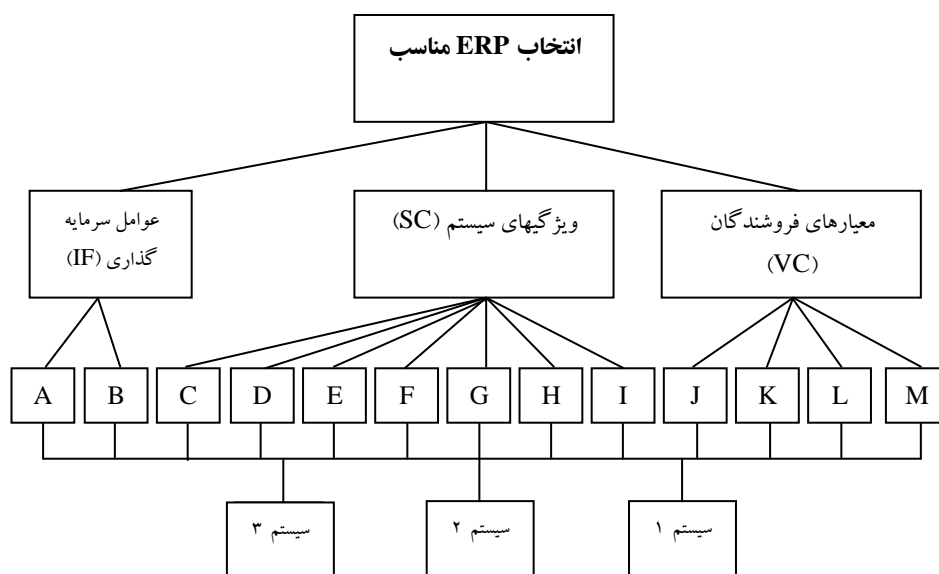 انتخاب ERP مناسب
معیارهای فروشندگان
(VC)
ویژگیهای سیستم (SC)
عوامل سرمایه
گذاری (IF)
A
B
C
D
E
F
G
H
I
J
K
L
M
سیستم ۱
سیستم ۲
سیستم ۳